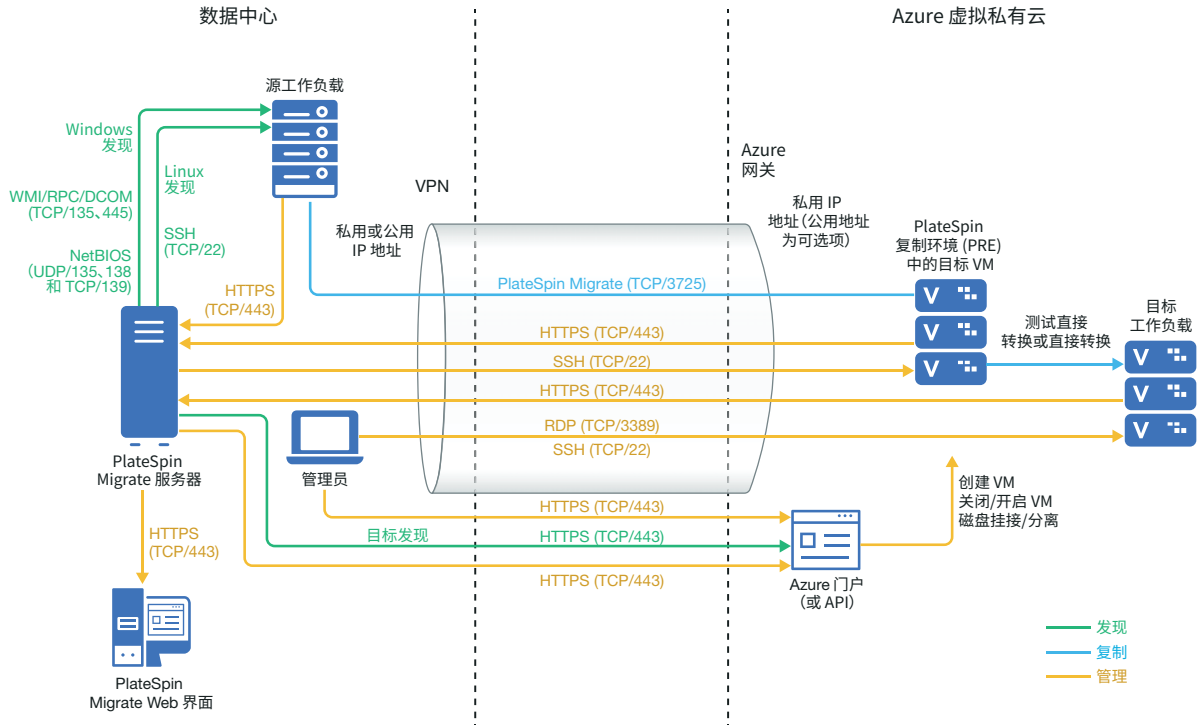 数据中心
Azure 虚拟私有云
源工作负载
Windows
发现
Linux
发现
WMI/RPC/DCOM
(TCP/135、445)
SSH
(TCP/22)
NetBIOS
(UDP/135、138
和 TCP/139)
HTTPS
(TCP/443)
VPN
私用或公用
IP 地址
Azure
网关
私用 IP
地址(公用地址
为可选项)
PlateSpin
复制环境 (PRE)
中的目标 VM
PlateSpin Migrate (TCP/3725)
HTTPS (TCP/443)
SSH (TCP/22)
HTTPS (TCP/443)
RDP (TCP/3389)
SSH (TCP/22)
V
V
V
测试直接
转换或直接转换
目标
工作负载
V
V
V
PlateSpin
Migrate 服务器
管理员
HTTPS (TCP/443)
目标发现
HTTPS (TCP/443)
HTTPS (TCP/443)
创建 VM
关闭/开启 VM
磁盘挂接/分离
Azure 门户
(或 API)
HTTPS
(TCP/443)
PlateSpin
Migrate Web 界面
发现
复制
管理